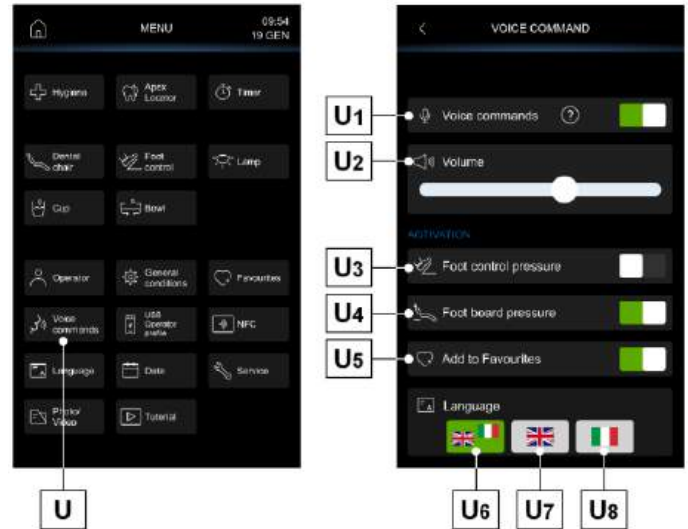 MENU
09:54
19 GEN
Hygiene
Apex
Locator
Timer
Dental
chair
Foot
control
Lamp
Cup
Bowl
Operator
General
conditions
Favourites
Voice
commands
USB
Operator
profile
NFC
Language
Date
Service
Photo/
Video
Tutorial
U
VOICE COMMAND
U1
Voice commands ?
U2
Volume
ACTIVATION
U3
Foot control pressure
U4
Foot board pressure
U5
Add to Favourites
Language
U6 U7 U8